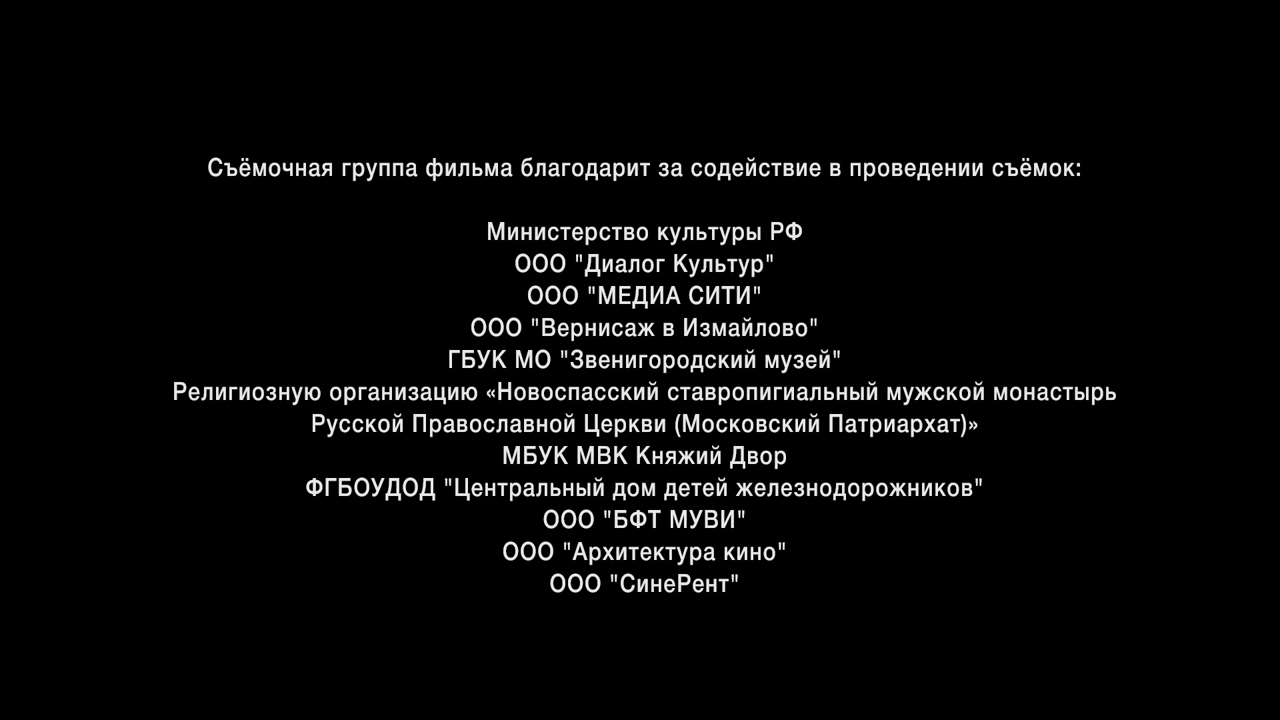 Съёмочная группа фильма благодарит за содействие в проведении съёмок:
Министерство культуры РФ
ООО "Диалог Культур"
ООО "МЕДИА СИТИ"
ООО "Вернисаж в Измайлово"
ГБУК МО "Звенигородский музей"
Религиозную организацию «Новоспасский ставропигиальный мужской монастырь
Русской Православной Церкви (Московский Патриархат)»
МБУК МВК Княжий Двор
ФГБОУДОД "Центральный дом детей железнодорожников"
ООО "БФТ МУВИ"
ООО "Архитектура кино"
ООО "СинеРент"